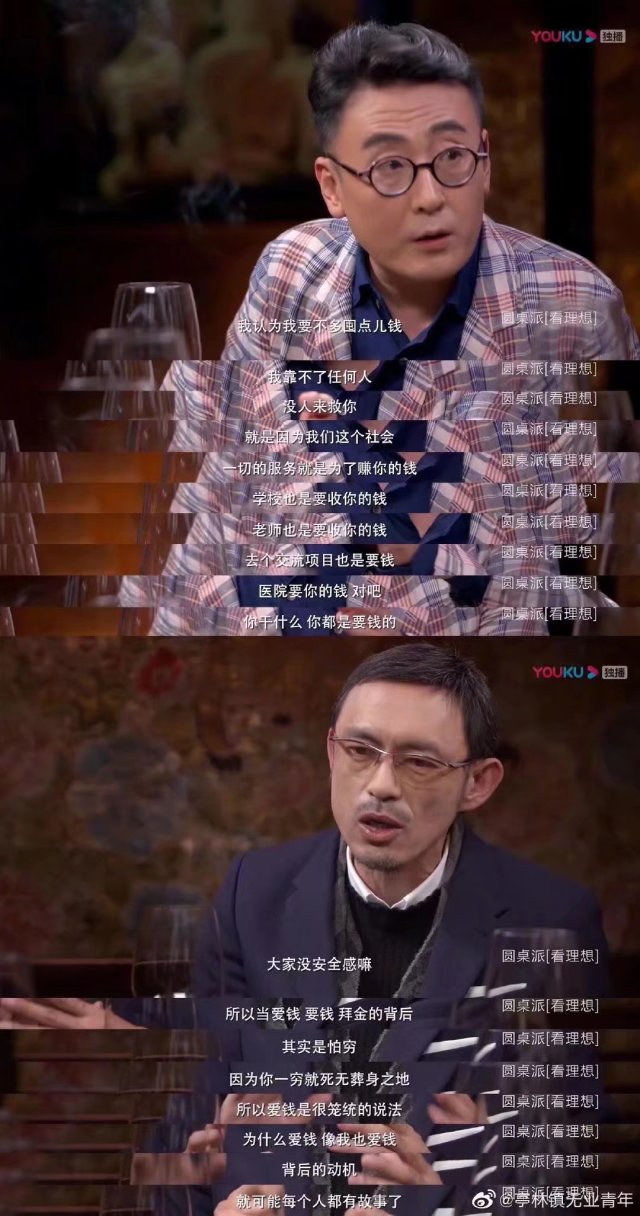 YOUKU 独播
我认为我要不多囤点儿钱
圆桌派[看理想]
我靠不了任何人
圆桌派[看理想]
没人来救你
圆桌派[看理想]
就是因为我们这个社会
圆桌派[看理想]
一切的服务就是为了赚你的钱
圆桌派[看理想]
学校也是要收你的钱
圆桌派[看理想]
老师也是要收你的钱
圆桌派[看理想]
去个交流项目也是要钱
圆桌派[看理想]
医院要你的钱 对吧
圆桌派[看理想]
你干什么 你都是要钱的
圆桌派[看理想]
YOUKU 独播
大家没安全感嘛
圆桌派[看理想]
所以当爱钱 要钱 拜金的背后
圆桌派[看理想]
其实是怕穷
圆桌派[看理想]
因为你一穷就死无葬身之地
圆桌派[看理想]
所以爱钱是很笼统的说法
圆桌派[看理想]
为什么爱钱 像我也爱钱
圆桌派[看理想]
背后的动机
圆桌派[看理想]
就可能每个人都有故事了
圆桌派[看理想]
@亭林镇无业青年